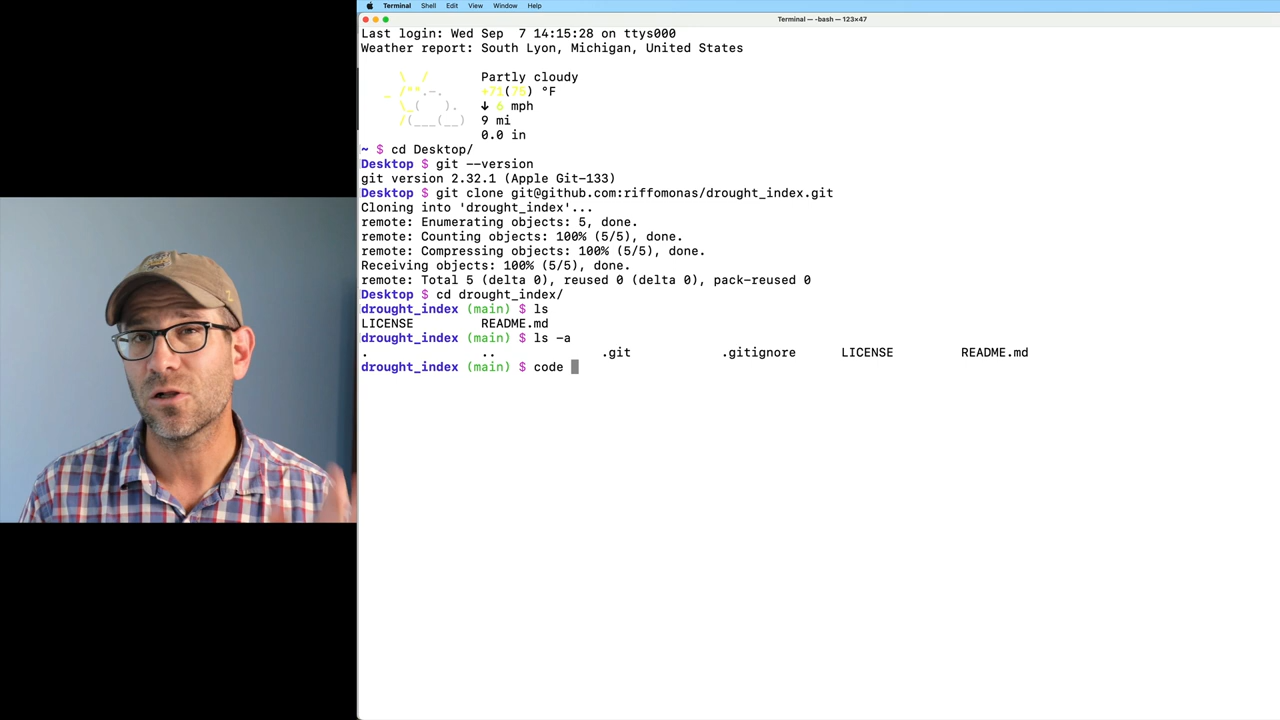 Terminal Shell Edit View Window Help
Terminal — -bash — 123×47
Last login: Wed Sep  7 14:15:28 on ttys000
Weather report: South Lyon, Michigan, United States
Partly cloudy
+71(75) °F
↓ 6 mph
9 mi
0.0 in
~ $ cd Desktop/
Desktop $ git --version
git version 2.32.1 (Apple Git-133)
Desktop $ git clone git@github.com:riffomonas/drought_index.git
Cloning into 'drought_index'...
remote: Enumerating objects: 5, done.
remote: Counting objects: 100% (5/5), done.
remote: Compressing objects: 100% (5/5), done.
Receiving objects: 100% (5/5), done.
remote: Total 5 (delta 0), reused 0 (delta 0), pack-reused 0
Desktop $ cd drought_index/
drought_index (main) $ ls
LICENSE README.md
drought_index (main) $ ls -a
. .. .git .gitignore LICENSE README.md
drought_index (main) $ code